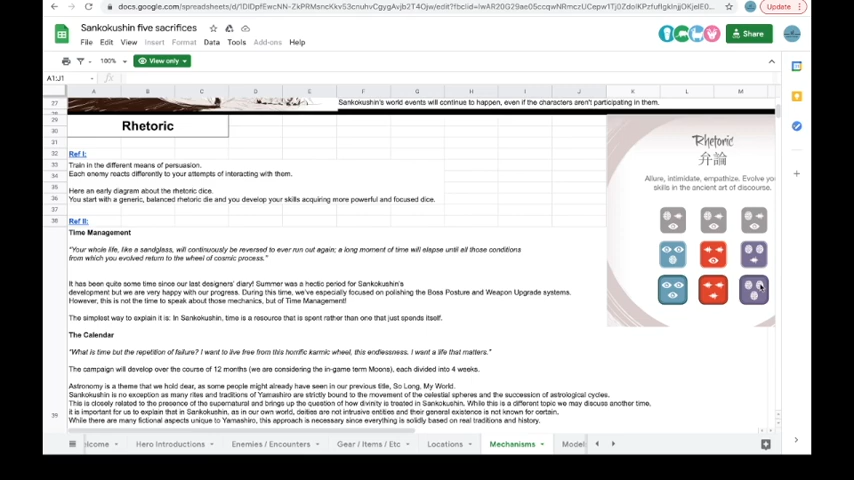 Update
Sankokushin five sacrifices
File Edit View Insert Format Data Tools Add-ons Help
Share
100%
View only
A1:J1
A B C D E F G H I J K L M
27 Sankokushin's world events will continue to happen, even if the characters aren't participating in them.
28
29
30 Rhetoric
31
32 Ref I:
33 Train in the different means of persuasion.
34 Each enemy reacts differently to your attempts of interacting with them.
35 Here an early diagram about the rhetoric dice.
36 You start with a generic, balanced rhetoric die and you develop your skills acquiring more powerful and focused dice.
37
38 Ref II:
Time Management
"Your whole life, like a sandglass, will continuously be reversed to ever run out again; a long moment of time will elapse until all those conditions
from which you evolved return to the wheel of cosmic process."
It has been quite some time since our last designers' diary! Summer was a hectic period for Sankokushin's
development but we are very happy with our progress. During this time, we've especially focused on polishing the Boss Posture and Weapon Upgrade systems.
However, this is not the time to speak about those mechanics, but of Time Management!
The simplest way to explain it is: In Sankokushin, time is a resource that is spent rather than one that just spends itself.
The Calendar
"What is time but the repetition of failure? I want to live free from this horrific karmic wheel, this endlessness. I want a life that matters."
The campaign will develop over the course of 12 months (we are considering the in-game term Moons), each divided into 4 weeks.
Astronomy is a theme that we hold dear, as some people might already have seen in our previous title, So Long, My World.
Sankokushin is no exception as many rites and traditions of Yamashiro are strictly bound to the movement of the celestial spheres and the succession of astrological cycles.
This is closely related to the presence of the supernatural and brings up the question of how divinity is treated in Sankokushin. While this is a different topic we may discuss another time,
39 it is important for us to explain that in Sankokushin, as in our own world, deities are not intrusive entities and their general existence is not known for certain.
While there are many fictional aspects unique to Yamashiro, this approach is necessary since everything is solidly based on real traditions and history.
Rhetoric
弁論
Allure, intimidate, empathize. Evolve yo
skills in the ancient art of discourse.
elcome Hero Introductions Enemies / Encounters Gear / Items / Etc Locations Mechanisms Model